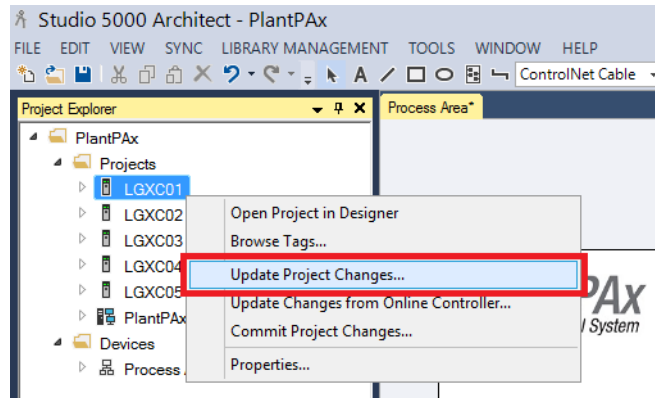 Studio 5000 Architect - PlantPAx
FILE EDIT VIEW SYNC LIBRARY MANAGEMENT TOOLS WINDOW HELP
A ControlNet Cable
Project Explorer
Process Area*
PlantPAx
Projects
LGXC01
LGXC02
LGXC03
LGXC04
LGXC05
PlantPAx
Devices
Process
Open Project in Designer
Browse Tags...
Update Project Changes...
Update Changes from Online Controller...
Commit Project Changes...
Properties...
PAx
System